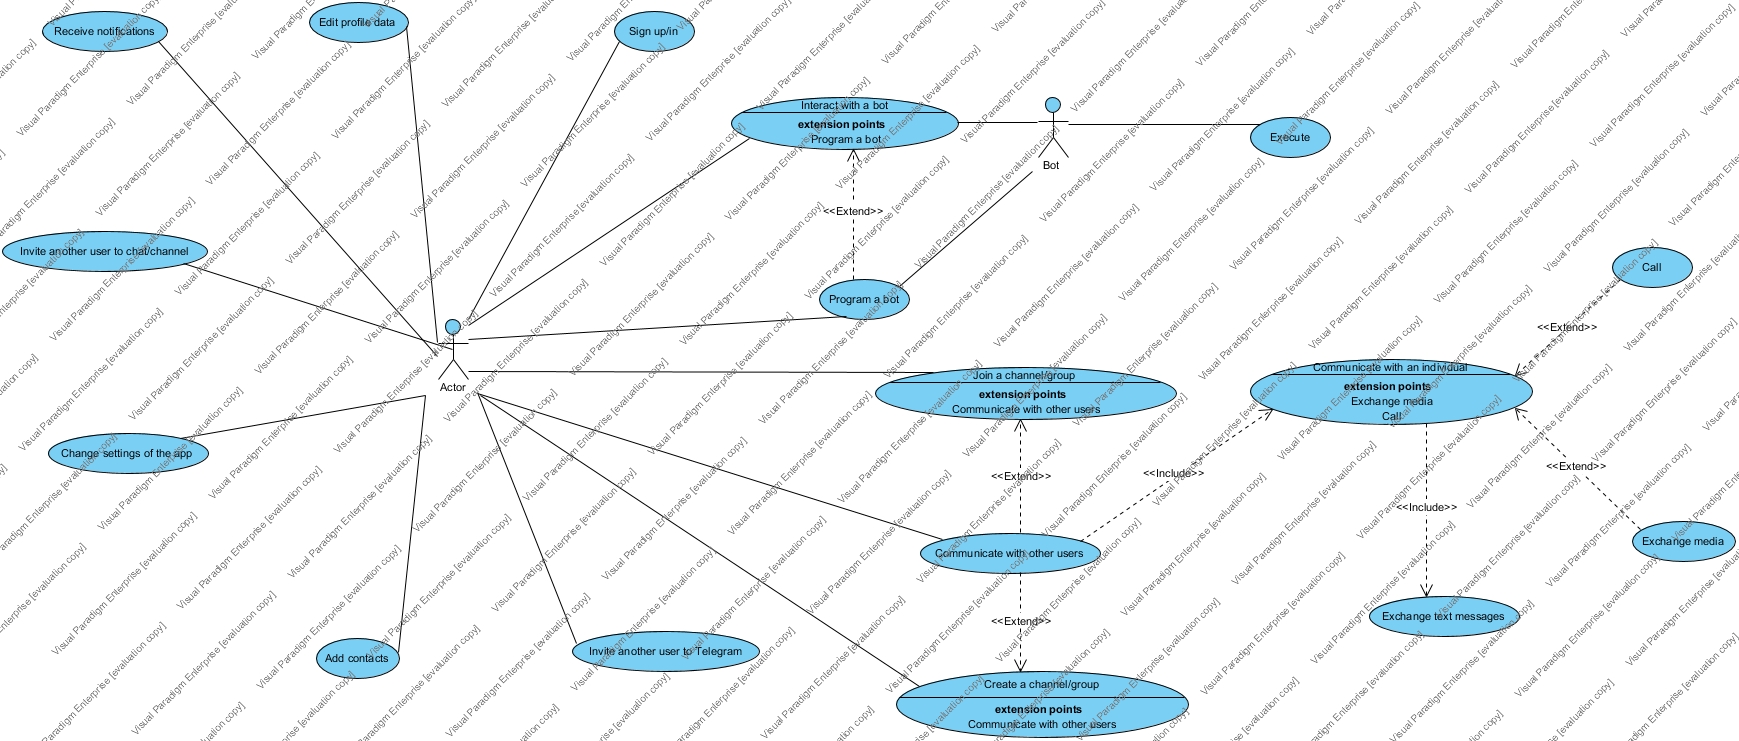 Receive notifications
Edit profile data
Sign up/in
Interact with a bot
extension points
Program a bot
Bot
Execute
<<Extend>>
Invite another user to chat/channel
Program a bot
Call
<<Extend>>
Actor
Join a channel/group
extension points
Communicate with other users
Communicate with an individual
extension points
Exchange media
Call
Change settings of the app
<<Extend>>
<<Include>>
<<Extend>>
<<Include>>
Communicate with other users
Exchange media
Exchange text messages
<<Extend>>
Add contacts
Invite another user to Telegram
Create a channel/group
extension points
Communicate with other users
Visual Paradigm Enterprise [evaluation copy]